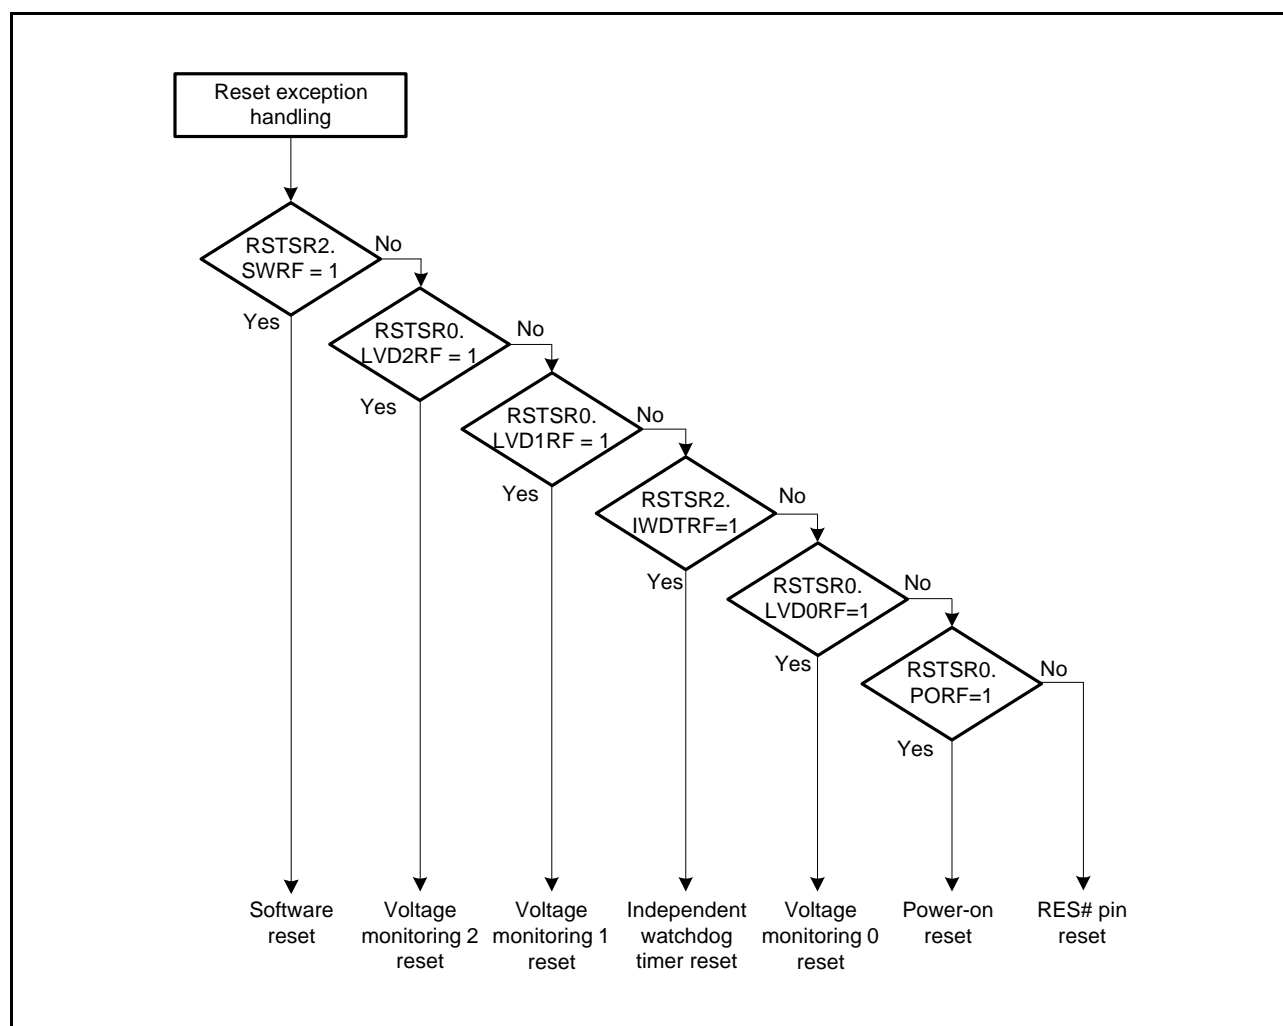 Reset exception
handling
RSTSR2.
SWRF = 1
No
Yes
RSTSR0.
LVD2RF = 1
No
Yes
RSTSR0.
LVD1RF = 1
No
Yes
RSTSR2.
IWDTRF=1
No
Yes
RSTSR0.
LVD0RF=1
No
Yes
RSTSR0.
PORF=1
No
Yes
Software
reset
Voltage
monitoring 2
reset
Voltage
monitoring 1
reset
Independent
watchdog
timer reset
Voltage
monitoring 0
reset
Power-on
reset
RES# pin
reset